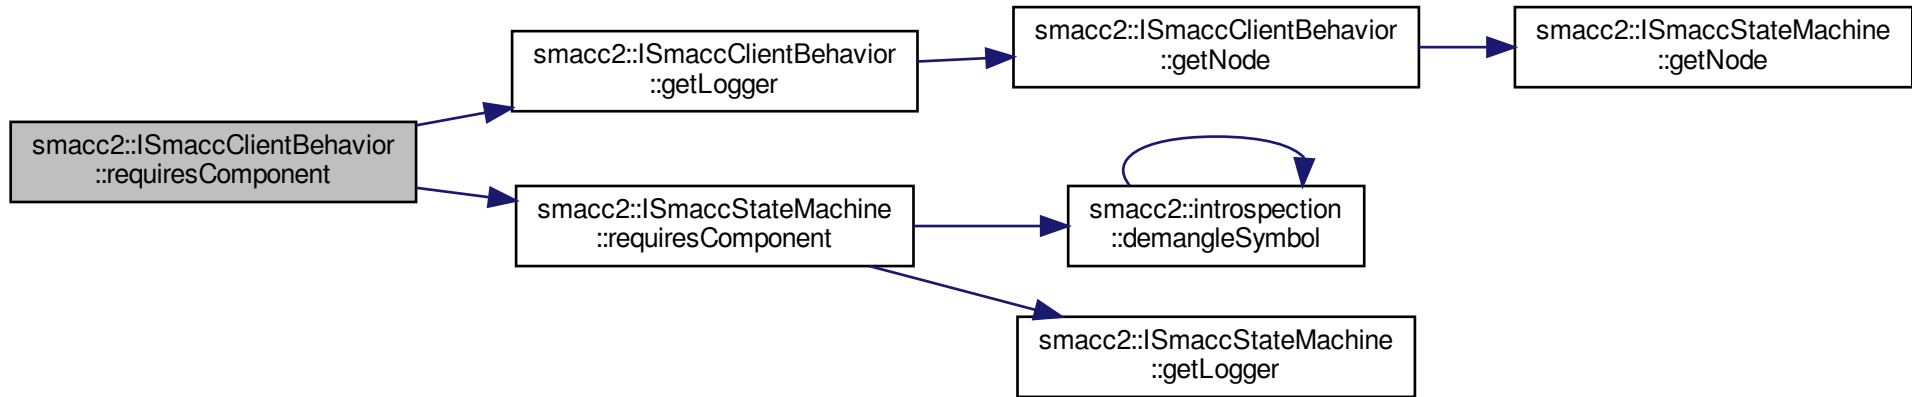 smacc2::ISmaccClientBehavior
::requiresComponent
smacc2::ISmaccClientBehavior
::getLogger
smacc2::ISmaccClientBehavior
::getNode
smacc2::ISmaccStateMachine
::getNode
smacc2::ISmaccStateMachine
::requiresComponent
smacc2::introspection
::demangleSymbol
smacc2::ISmaccStateMachine
::getLogger